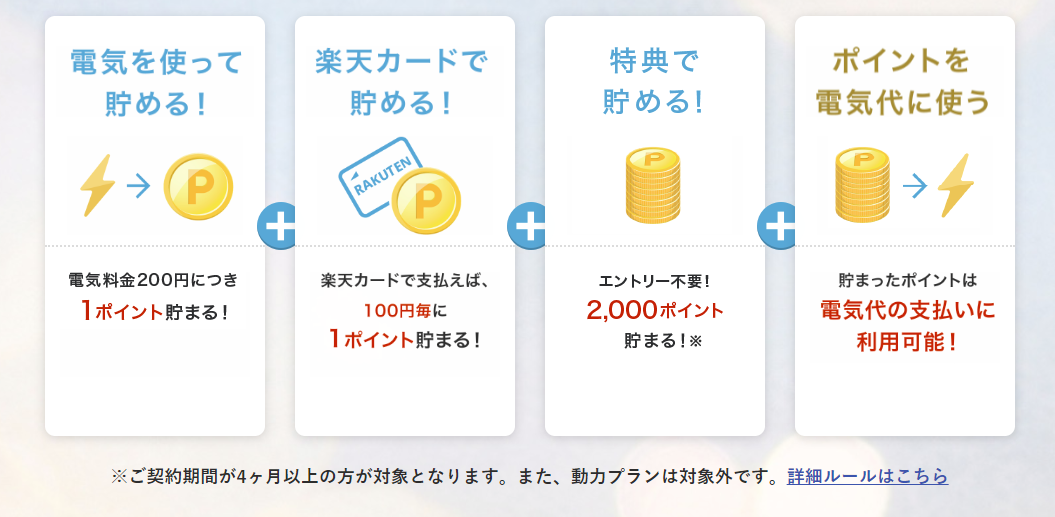 電気を使って
貯める！
電気料金200円につき
1ポイント貯まる！
楽天カードで
貯める！
RAKUTEN
P
楽天カードで支払えば、
100円毎に
1ポイント貯まる！
特典で
貯める！
P
エントリー不要！
2,000ポイント
貯まる！※
ポイントを
電気代に使う
P
貯まったポイントは
電気代の支払いに
利用可能！
※ご契約期間が4ヶ月以上の方が対象となります。また、動力プランは対象外です。詳細ルールはこちら